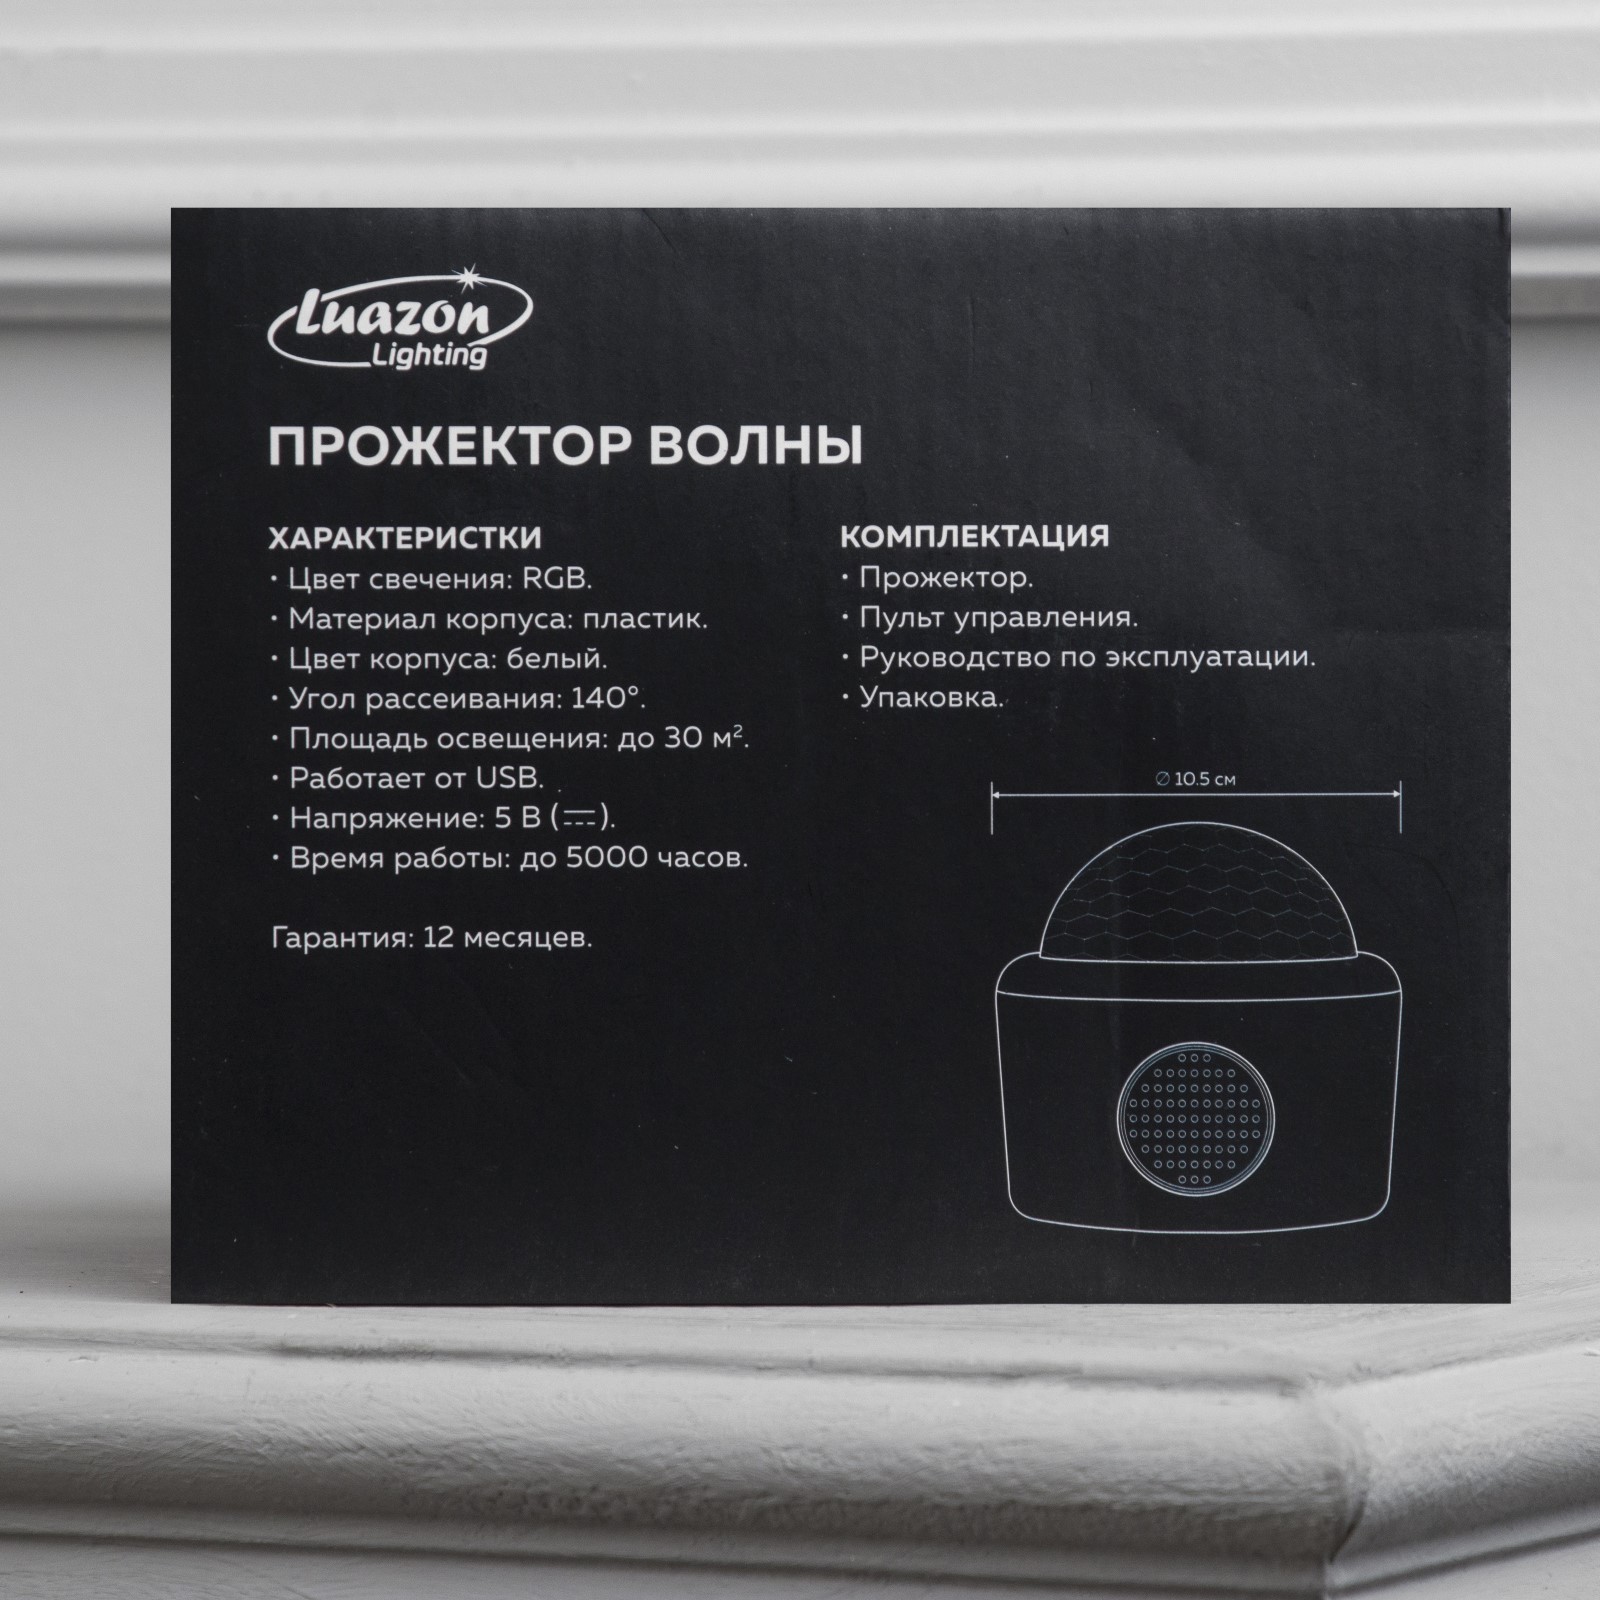 Luazon
Lighting
ПРОЖЕКТОР ВОЛНЫ
ХАРАКТЕРИСТКИ
• Цвет свечения: RGB.
• Материал корпуса: пластик.
• Цвет корпуса: белый.
• Угол рассеивания: 140°.
• Площадь освещения: до 30 м².
• Работает от USB.
• Напряжение: 5 В (⎓).
• Время работы: до 5000 часов.
Гарантия: 12 месяцев.
КОМПЛЕКТАЦИЯ
• Прожектор.
• Пульт управления.
• Руководство по эксплуатации.
• Упаковка.
∅ 10.5 см